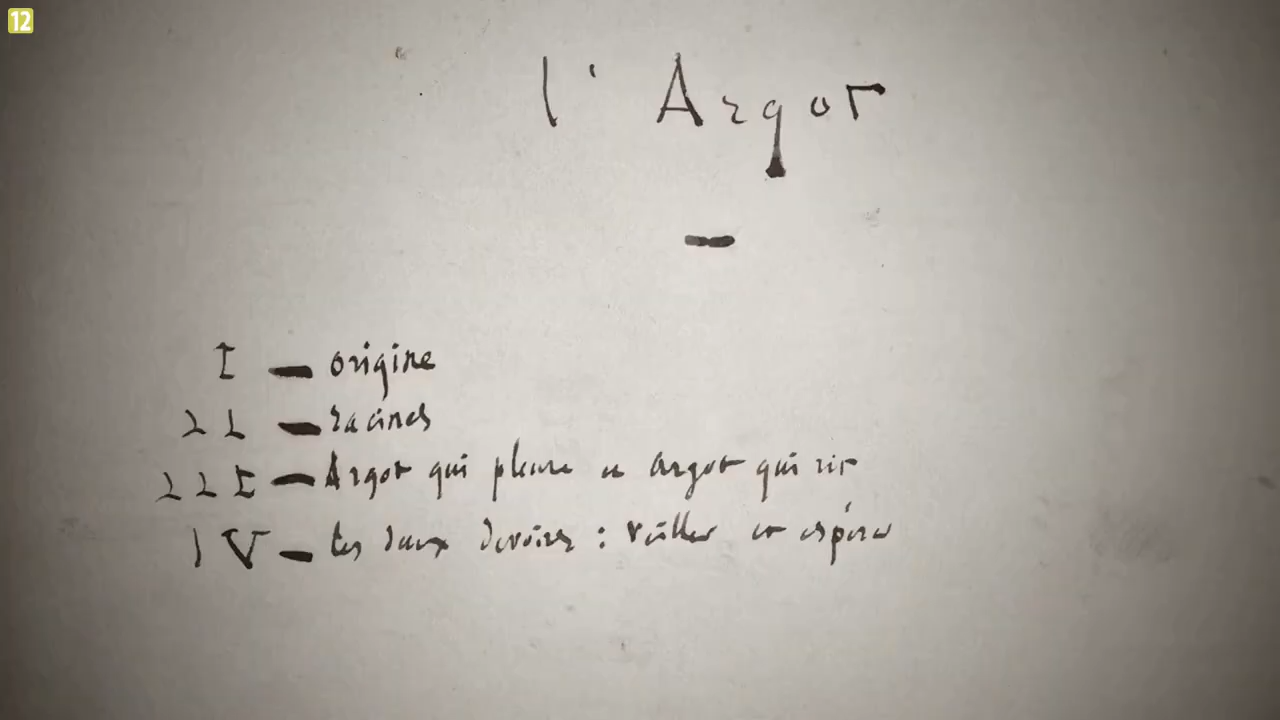 12
l'Argot
I — origine
II — racines
III — Argot qui pleure et argot qui rit
IV — Les deux devoirs : veiller et espérer